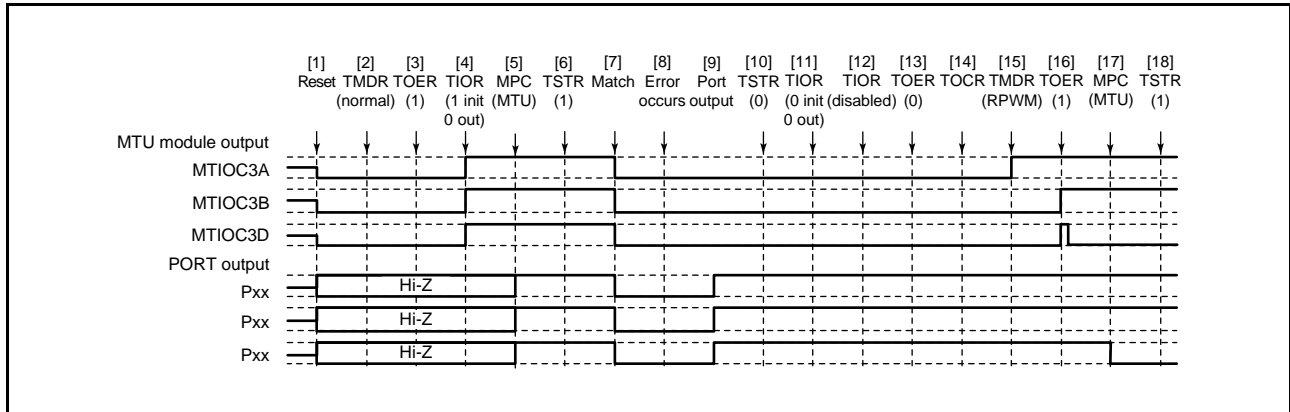 [1] [2] [3] [4] [5] [6] [7] [8] [9] [10] [11] [12] [13] [14] [15] [16] [17] [18]
Reset TMDR TOER TIOR MPC TSTR Match Error Port TSTR TIOR TIOR TOER TOCR TMDR TOER MPC TSTR
(normal) (1) (1 init (MTU) (1) occurs output (0) (0 init (disabled) (0) (RPWM) (1) (MTU) (1)
0 out) 0 out)
MTU module output
MTIOC3A
MTIOC3B
MTIOC3D
PORT output
Pxx Hi-Z
Pxx Hi-Z
Pxx Hi-Z